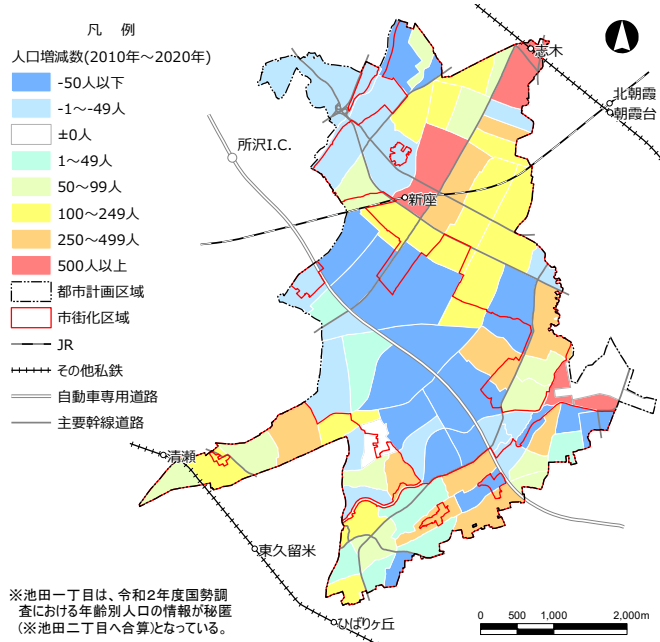 凡 例
人口増減数(2010年～2020年)
-50人以下
-1～-49人
±0人
1～49人
50～99人
100～249人
250～499人
500人以上
都市計画区域
市街化区域
JR
その他私鉄
自動車専用道路
主要幹線道路
志木
北朝霞
朝霞台
所沢I.C.
新座
清瀬
東久留米
ひばりヶ丘
※池田一丁目は、令和２年度国勢調
査における年齢別人口の情報が秘匿
(※池田二丁目へ合算)となっている。
0 500 1,000 2,000m